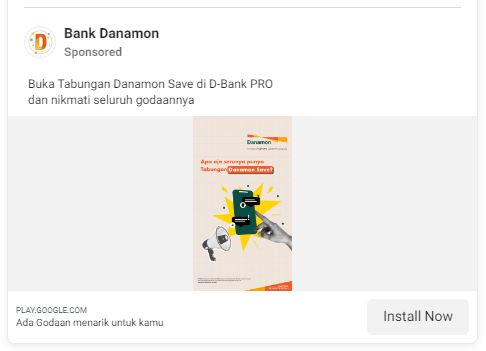 Bank Danamon
Sponsored
Buka Tabungan Danamon Save di D-Bank PRO
dan nikmati seluruh godaannya
Danamon
Apa aja serunya punya
Tabungan Danamon Save?
PLAY.GOOGLE.COM
Ada Godaan menarik untuk kamu
Install Now